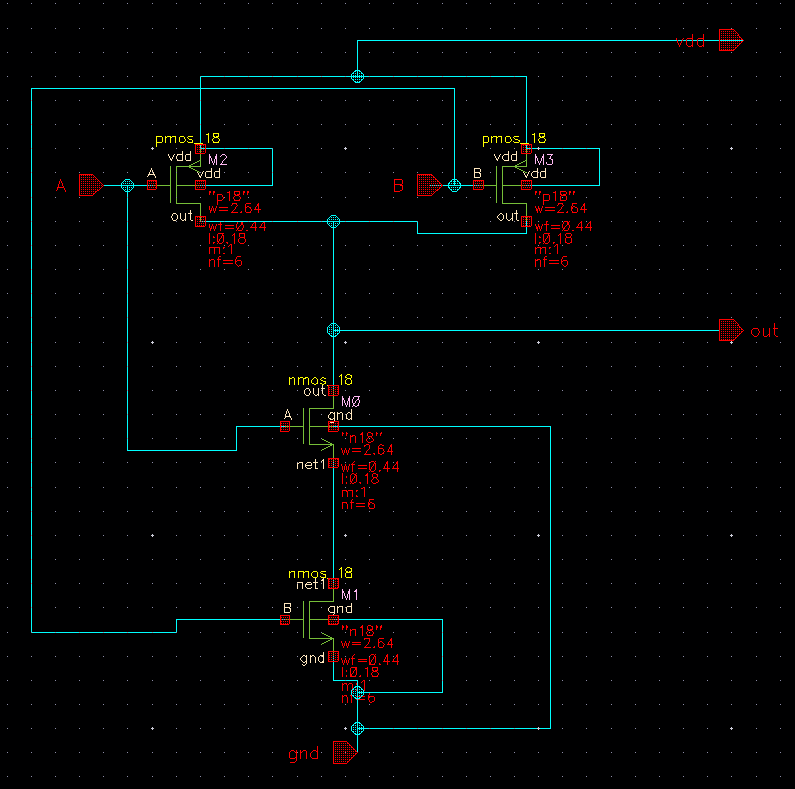 vdd
pmos_18
vdd
M2
A
A
vdd
"p18"
w=2.64
out
wf=0.44
l:0.18
m:1
nf=6
pmos_18
vdd
M3
B
B
vdd
"p18"
w=2.64
out
wf=0.44
l:0.18
m:1
nf=6
out
nmos_18
out
M0
A
gnd
"n18"
w=2.64
net1
wf=0.44
l:0.18
m:1
nf=6
nmos_18
net1
M1
B
gnd
"n18"
w=2.64
gnd
wf=0.44
l:0.18
m:1
nf=6
gnd